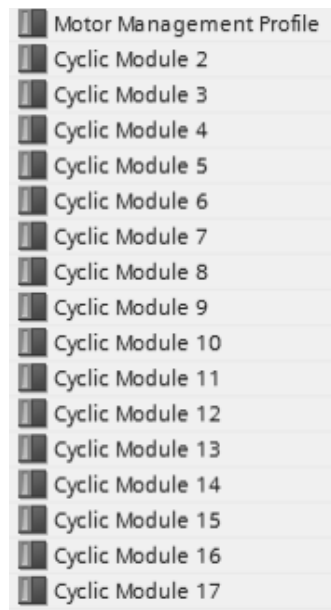 Motor Management Profile
Cyclic Module 2
Cyclic Module 3
Cyclic Module 4
Cyclic Module 5
Cyclic Module 6
Cyclic Module 7
Cyclic Module 8
Cyclic Module 9
Cyclic Module 10
Cyclic Module 11
Cyclic Module 12
Cyclic Module 13
Cyclic Module 14
Cyclic Module 15
Cyclic Module 16
Cyclic Module 17